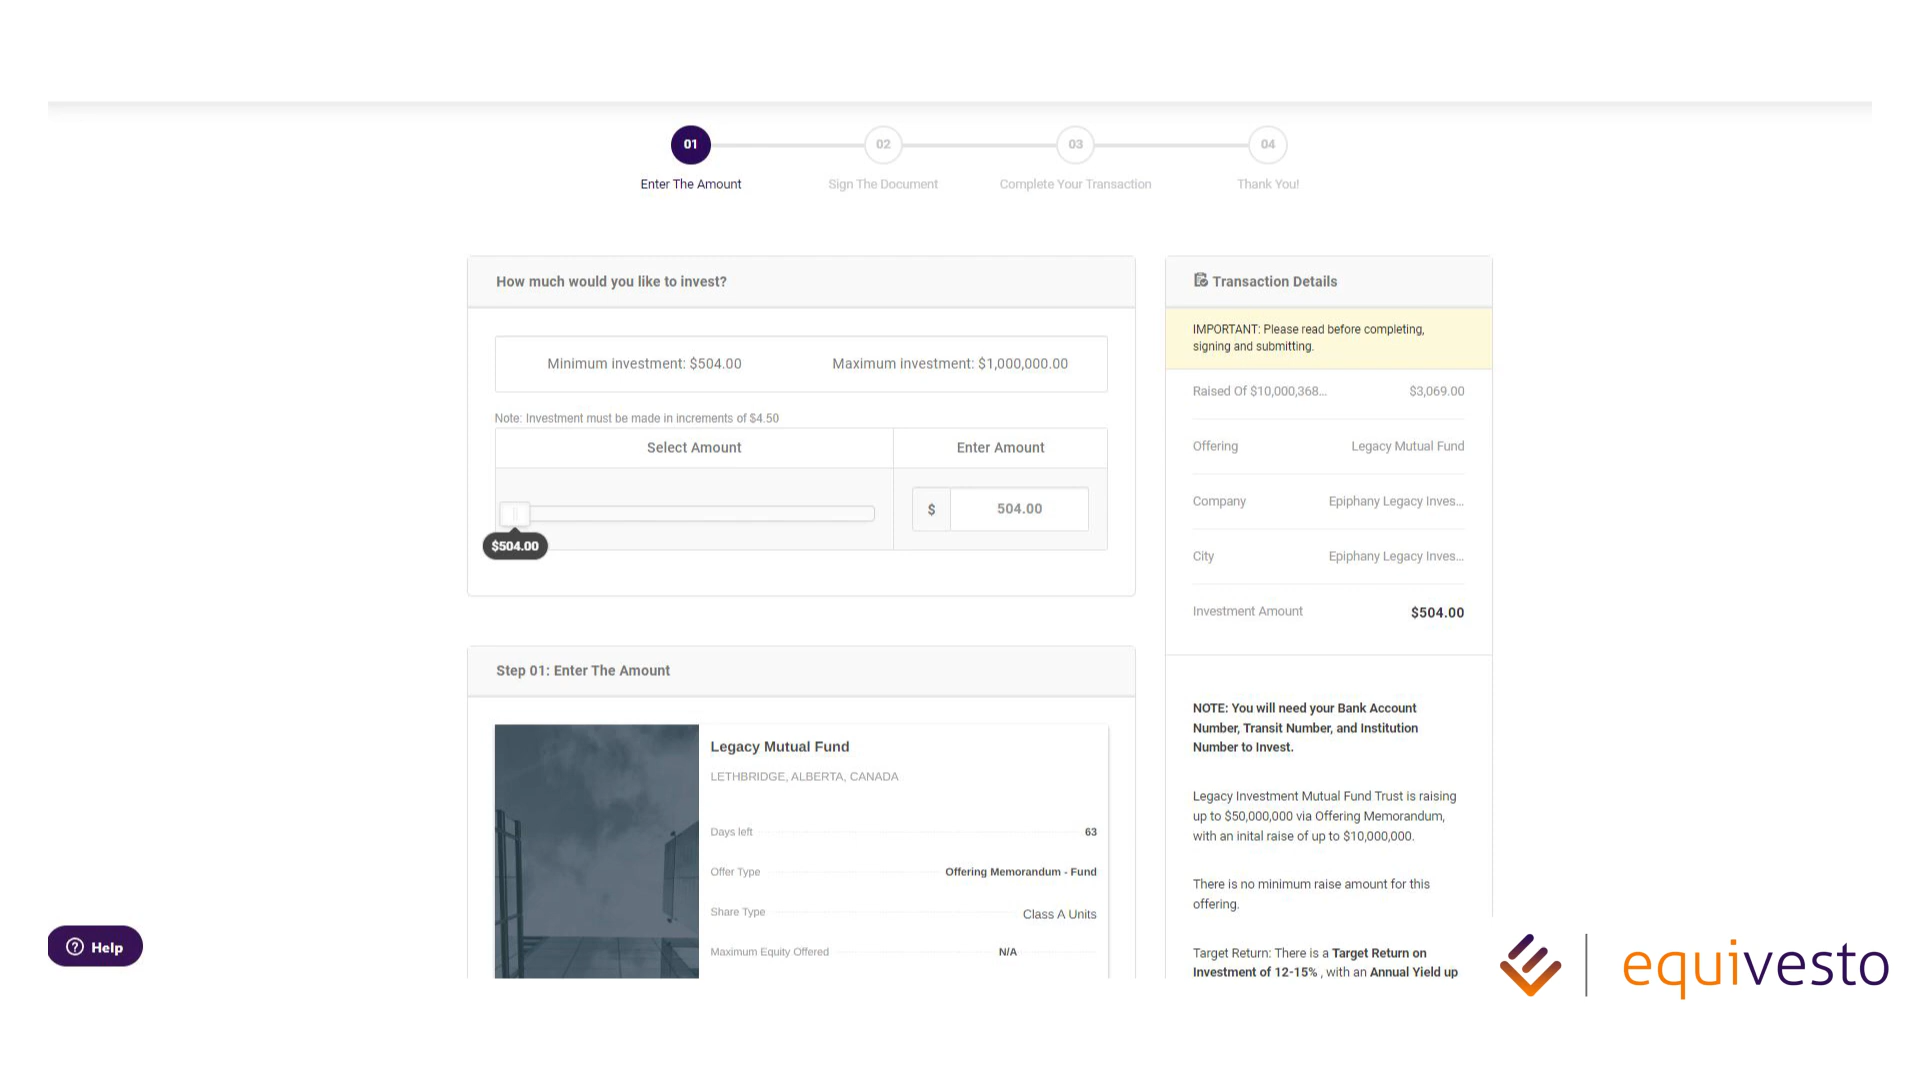 01
02
03
04
Enter The Amount
Sign The Document
Complete Your Transaction
Thank You!
How much would you like to invest?
Minimum investment: $504.00
Maximum investment: $1,000,000.00
Note: Investment must be made in increments of $4.50
Select Amount
Enter Amount
$504.00
$
504.00
Step 01: Enter The Amount
Legacy Mutual Fund
LETHBRIDGE, ALBERTA, CANADA
Days left
63
Offer Type
Offering Memorandum - Fund
Share Type
Class A Units
Maximum Equity Offered
N/A
Transaction Details
IMPORTANT: Please read before completing,
signing and submitting.
Raised Of $10,000,368...
$3,069.00
Offering
Legacy Mutual Fund
Company
Epiphany Legacy Inves...
City
Epiphany Legacy Inves...
Investment Amount
$504.00
NOTE: You will need your Bank Account
Number, Transit Number, and Institution
Number to Invest.
Legacy Investment Mutual Fund Trust is raising
up to $50,000,000 via Offering Memorandum,
with an inital raise of up to $10,000,000.
There is no minimum raise amount for this
offering.
Target Return: There is a Target Return on
Investment of 12-15% , with an Annual Yield up
Help
equivesto